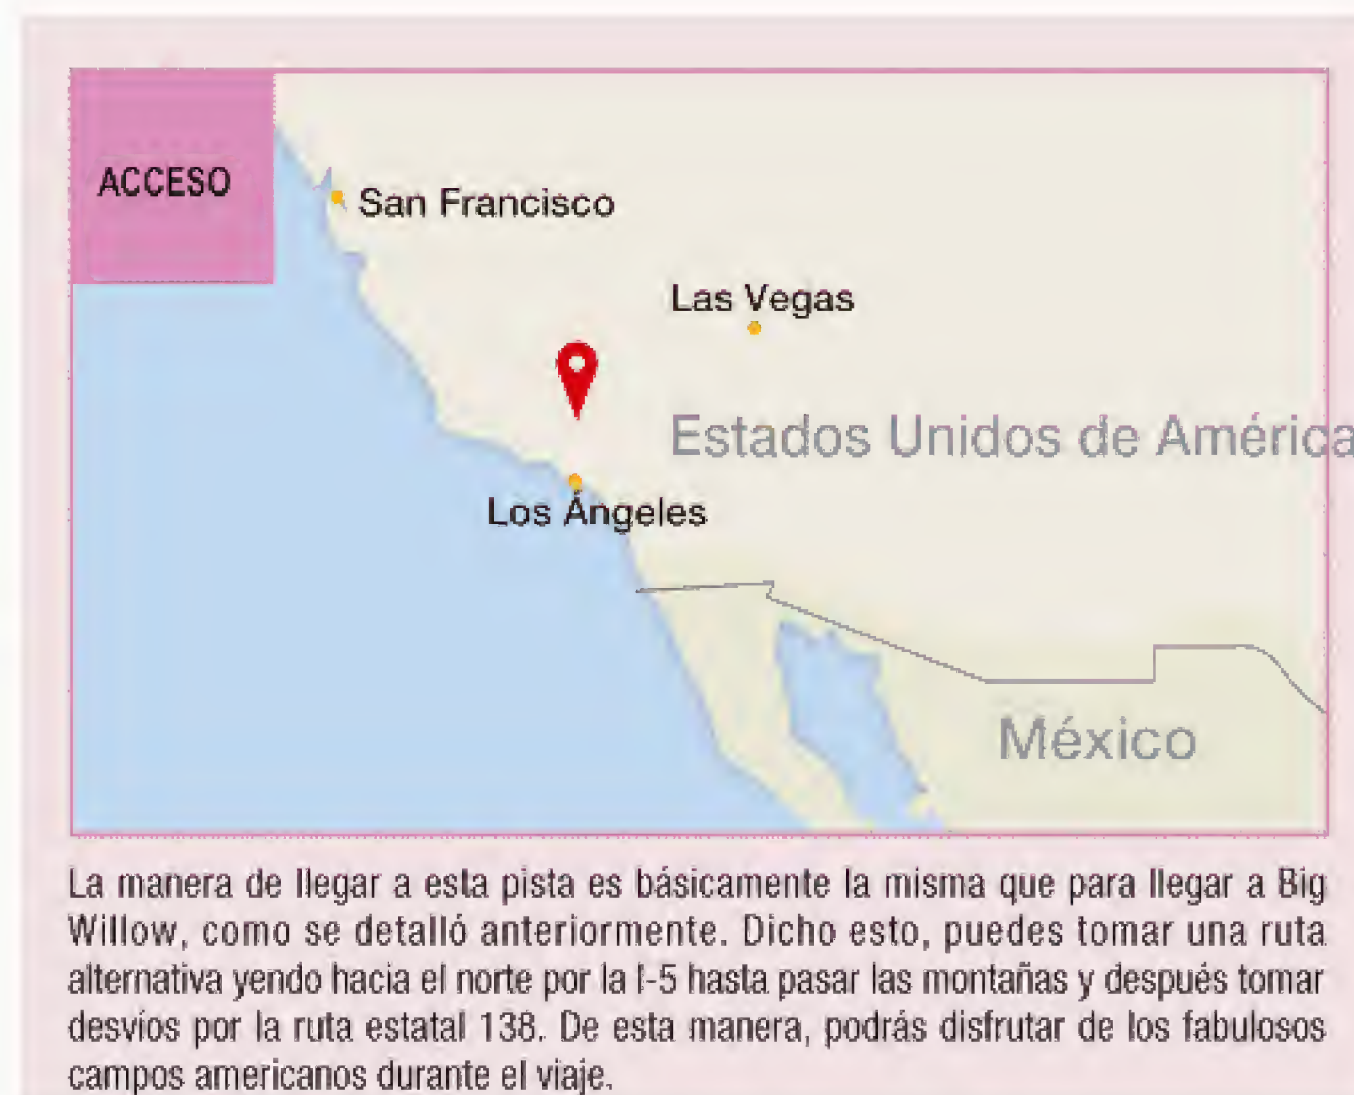 ACCESO
San Francisco
Las Vegas
Estados Unidos de América
Los Ángeles
México
La manera de llegar a esta pista es básicamente la misma que para llegar a Big
Willow, como se detalló anteriormente. Dicho esto, puedes tomar una ruta
alternativa yendo hacia el norte por la I-5 hasta pasar las montañas y después tomar
desvíos por la ruta estatal 138. De esta manera, podrás disfrutar de los fabulosos
campos americanos durante el viaje.